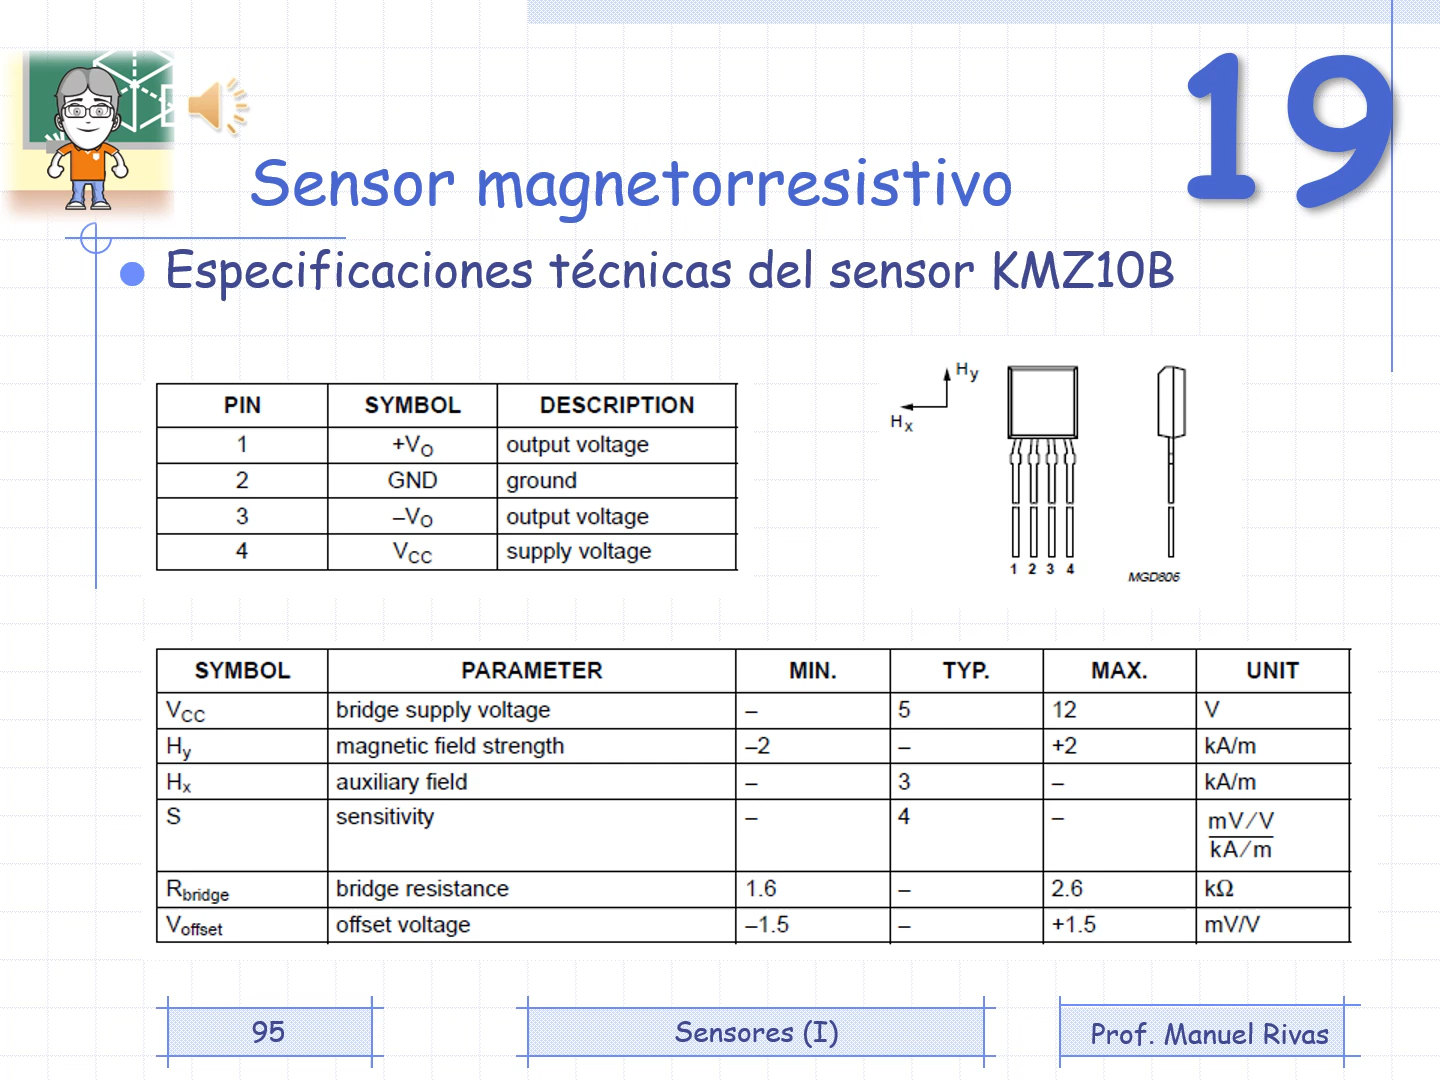 19
Sensor magnetorresistivo
Especificaciones técnicas del sensor KMZ10B
PIN SYMBOL DESCRIPTION
1 +VO output voltage
2 GND ground
3 –VO output voltage
4 VCC supply voltage
Hy
Hx
1 2 3 4
MGD806
SYMBOL PARAMETER MIN. TYP. MAX. UNIT
VCC bridge supply voltage – 5 12 V
Hy magnetic field strength –2 – +2 kA/m
Hx auxiliary field – 3 – kA/m
S sensitivity – 4 – mV/V
kA/m
Rbridge bridge resistance 1.6 – 2.6 kΩ
Voffset offset voltage –1.5 – +1.5 mV/V
95 Sensores (I) Prof. Manuel Rivas